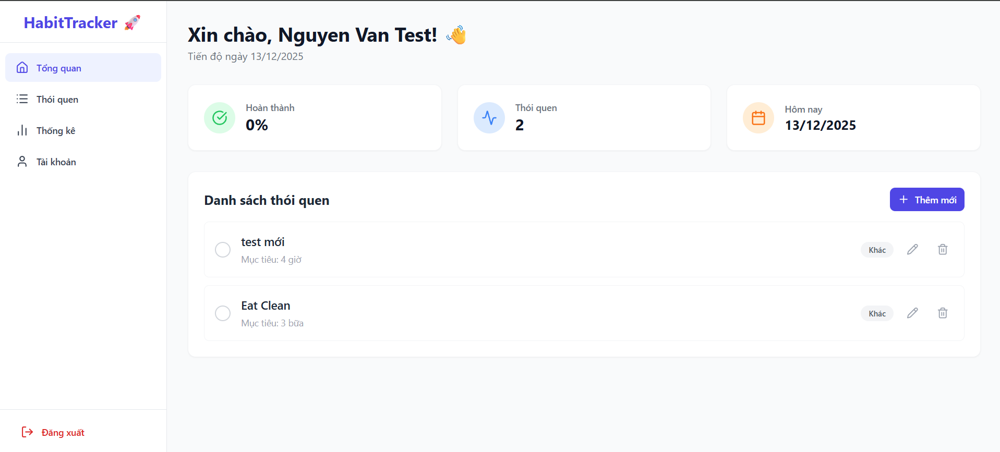 HabitTracker 🚀
Tổng quan
Thói quen
Thống kê
Tài khoản
Đăng xuất
Xin chào, Nguyen Van Test! 👋
Tiến độ ngày 13/12/2025
Hoàn thành
0%
Thói quen
2
Hôm nay
13/12/2025
Danh sách thói quen
Thêm mới
test mới
Mục tiêu: 4 giờ
Khác
Eat Clean
Mục tiêu: 3 bữa
Khác